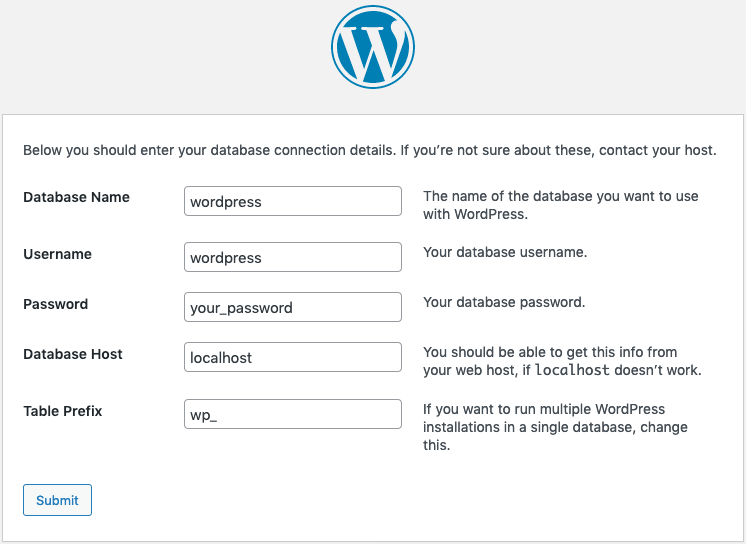 Below you should enter your database connection details. If you’re not sure about these, contact your host.
Database Name
wordpress
The name of the database you want to use
with WordPress.
Username
wordpress
Your database username.
Password
your_password
Your database password.
Database Host
localhost
You should be able to get this info from
your web host, if localhost doesn’t work.
Table Prefix
wp_
If you want to run multiple WordPress
installations in a single database, change
this.
Submit